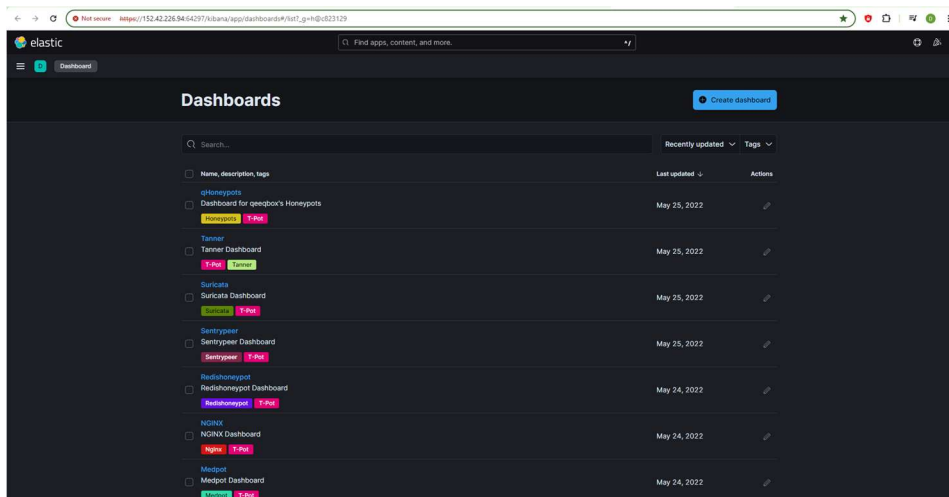 Not secure https://152.42.226.94:64297/kibana/app/dashboards#/list?_g=h@c823129
elastic
Find apps, content, and more.
D Dashboard
Dashboards
Create dashboard
Search...
Recently updated Tags
Name, description, tags Last updated ↓ Actions
qHoneypots
Dashboard for qeeqbox's Honeypots May 25, 2022
Honeypots T-Pot
Tanner
Tanner Dashboard May 25, 2022
T-Pot Tanner
Suricata
Suricata Dashboard May 25, 2022
Suricata T-Pot
Sentrypeer
Sentrypeer Dashboard May 25, 2022
Sentrypeer T-Pot
Redishoneypot
Redishoneypot Dashboard May 24, 2022
Redishoneypot T-Pot
NGINX
NGINX Dashboard May 24, 2022
Nginx T-Pot
Medpot
Medpot Dashboard May 24, 2022
Medpot T-Pot